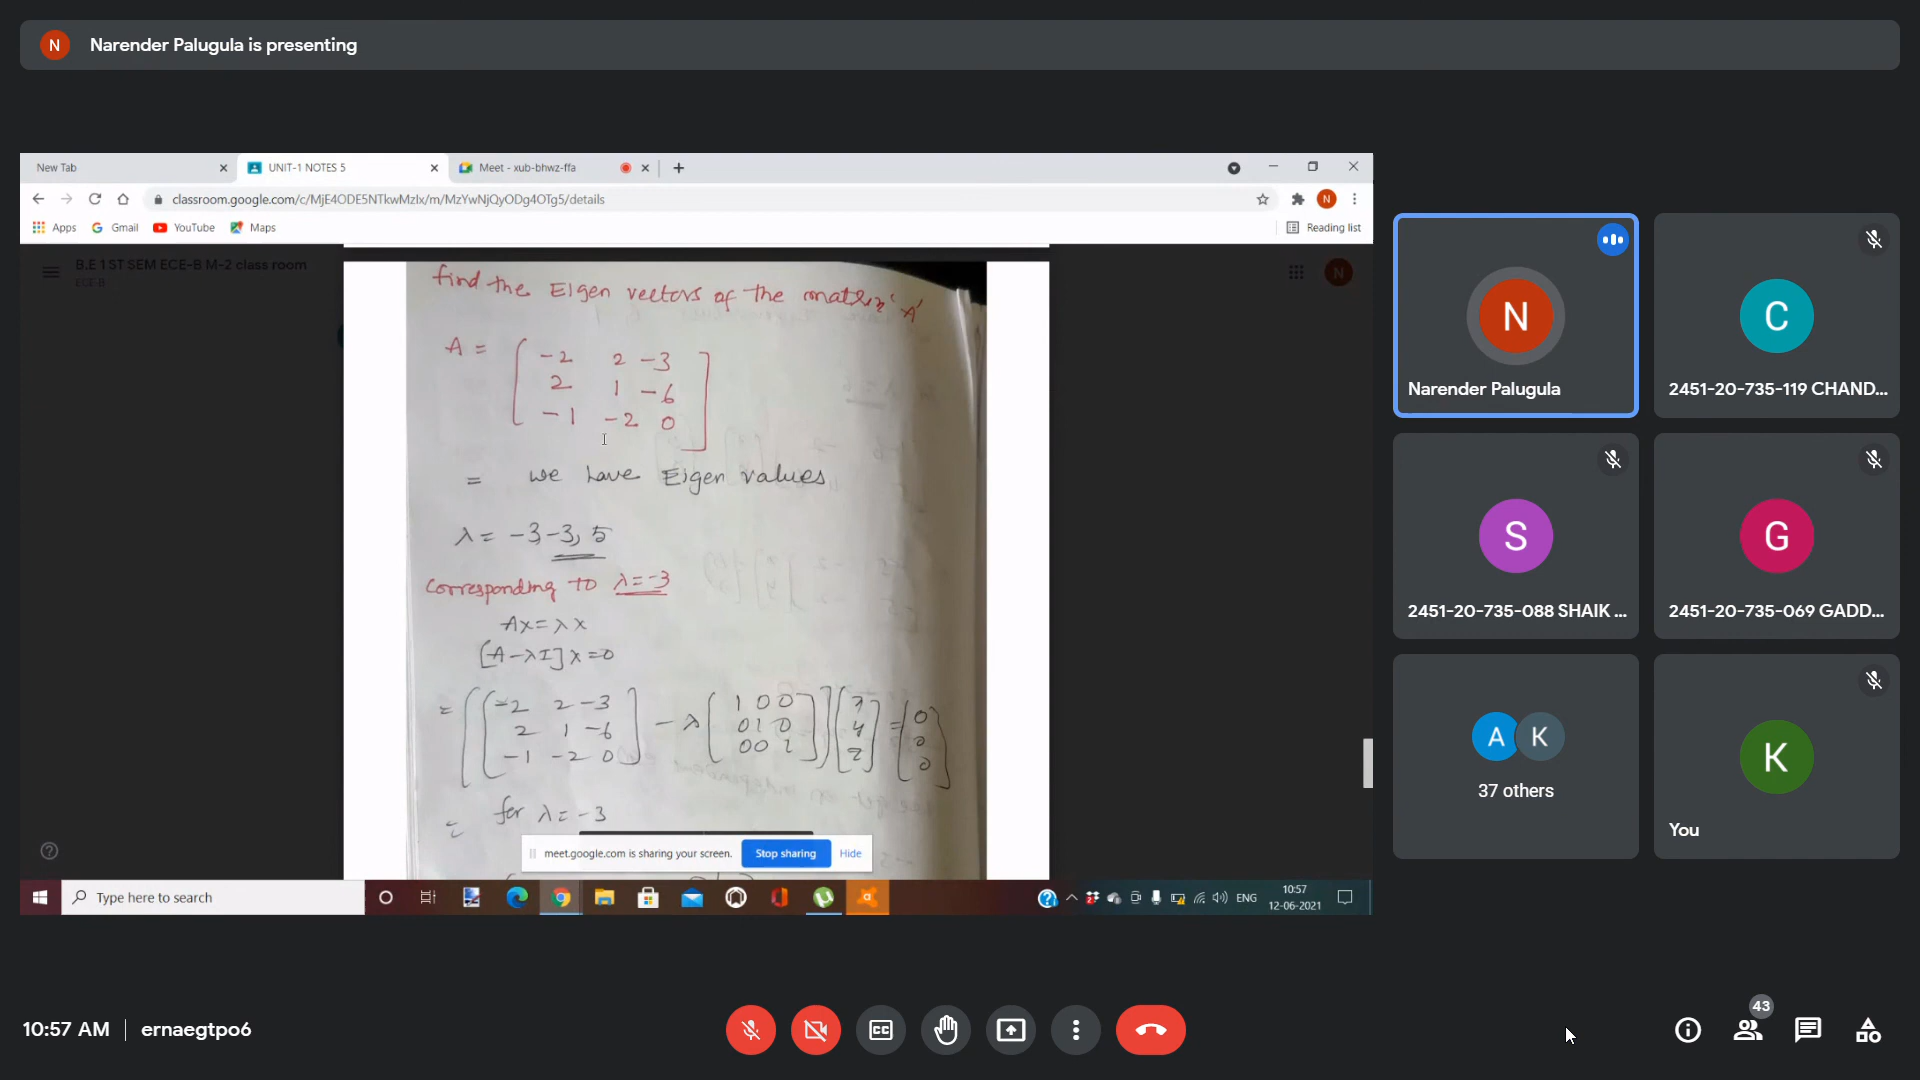 N Narender Palugula is presenting
New Tab
UNIT-1 NOTES 5
Meet - xub-bhwz-ffa
classroom.google.com/c/MjE4ODE5NTkwMzIx/m/MzYwNjQyODg4OTg5/details
N
Apps
Gmail
YouTube
Maps
Reading list
B.E 1 ST SEM ECE-B M-2 class room
ECE-B
N
find the Eigen vectors of the matrix 'A'
A =
-2 2 -3
2 1 -6
-1 -2 0
= we have Eigen values
λ = -3 -3, 5
corresponding to λ = -3
AX = λ X
[A - λI] X = 0
= -2 2 -3 - λ 1 0 0 = 0
2 1 -6 0 1 0 y 0
-1 -2 0 0 0 1 z 0
= for λ = -3
meet.google.com is sharing your screen.
Stop sharing
Hide
Type here to search
ENG
10:57
12-06-2021
N
Narender Palugula
C
2451-20-735-119 CHAND...
S
2451-20-735-088 SHAIK ...
G
2451-20-735-069 GADD...
A K
37 others
K
You
10:57 AM | ernaegtpo6
CC
43